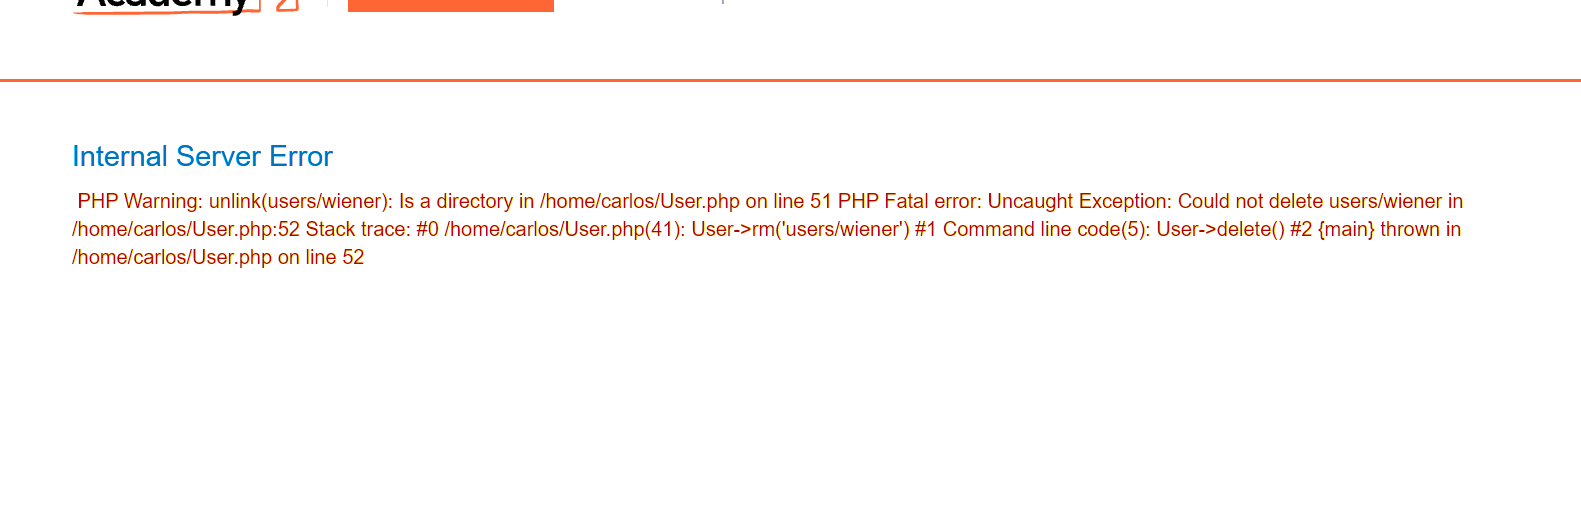 Academy
Internal Server Error
PHP Warning: unlink(users/wiener): Is a directory in /home/carlos/User.php on line 51 PHP Fatal error: Uncaught Exception: Could not delete users/wiener in
/home/carlos/User.php:52 Stack trace: #0 /home/carlos/User.php(41): User->rm('users/wiener') #1 Command line code(5): User->delete() #2 {main} thrown in
/home/carlos/User.php on line 52